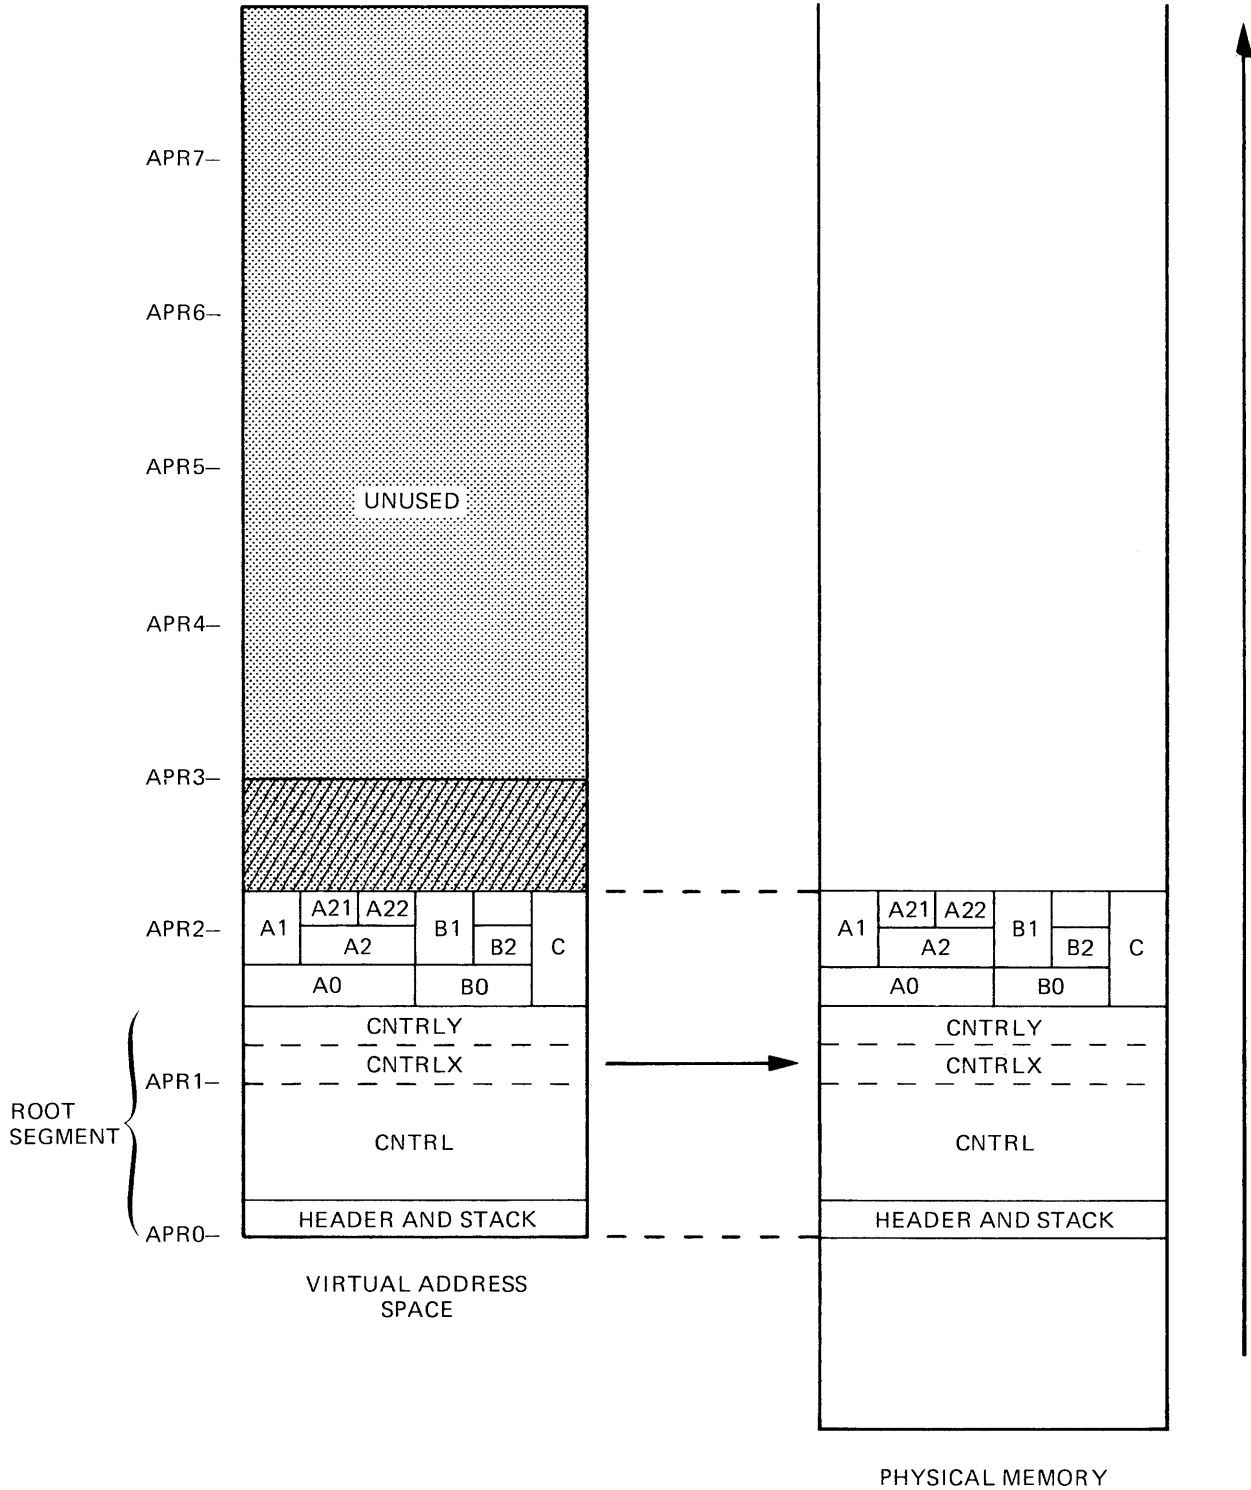 APR7–
APR6–
APR5–
UNUSED
APR4–
APR3–
APR2–
A1
A21
A22
A2
B1
B2
C
A0
B0
A1
A21
A22
A2
B1
B2
C
A0
B0
CNTRLY
CNTRLY
CNTRLX
CNTRLX
APR1–
ROOT
SEGMENT
CNTRL
CNTRL
HEADER AND STACK
HEADER AND STACK
APR0–
VIRTUAL ADDRESS
SPACE
PHYSICAL MEMORY